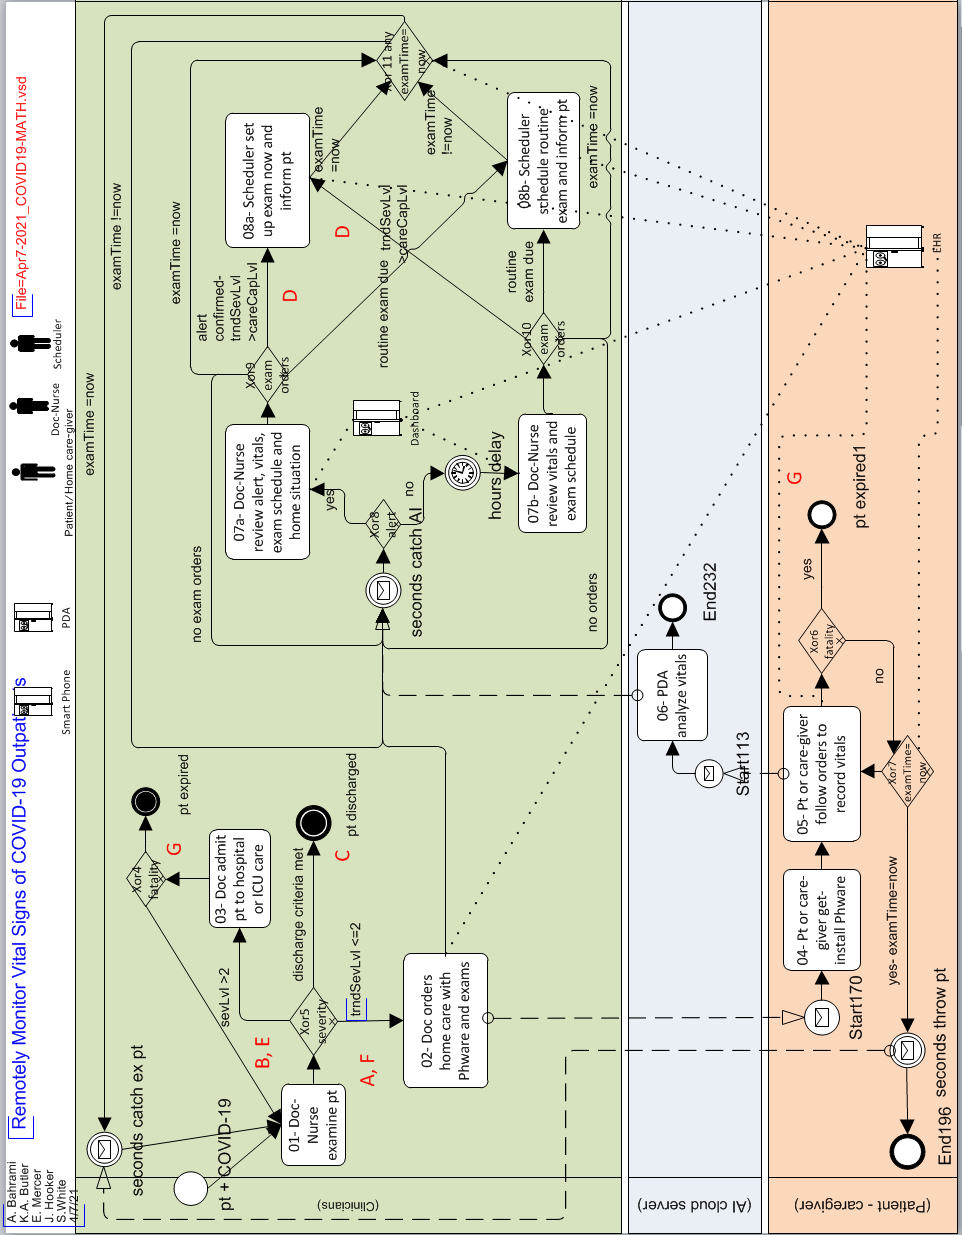 Remotely Monitor Vital Signs of COVID-19 Outpatients
File=Apr7-2021_COVID19-MATH.vsd
A. Bahrami
K.A. Butler
E. Mercer
J. Hooker
S.White
4/7/21
Smart Phone
PDA
Patient/Home care-giver
Doc-Nurse
Scheduler
(Clinicians)
seconds catch ex pt
pt + COVID-19
01- Doc-
Nurse
examine pt
B, E
A, F
Xor5
severity
sevLvl >2
discharge criteria met
trndSevLvl <=2
02- Doc orders
home care with
Phware and exams
03- Doc admit
pt to hospital
or ICU care
Xor4
fatality
G
pt expired
C
pt discharged
examTime =now
examTime !=now
examTime =now
no exam orders
no orders
seconds catch AI
Xor8
alert
yes
no
hours delay
07a- Doc-Nurse
review alert, vitals,
exam schedule and
home situation
07b- Doc-Nurse
review vitals and
exam schedule
Dashboard
Xor9
exam
orders
Xor10
exam
orders
alert
confirmed-
trndSevLvl
>careCapLvl
D
routine exam due
trndSevLvl
>careCapLvl
D
routine
exam due
08a- Scheduler set
up exam now and
inform pt
08b- Scheduler
schedule routine
exam and inform pt
examTime
=now
examTime
!=now
examTime =now
Xor 11 any
examTime=
now
(AI cloud server)
Start113
06- PDA
analyze vitals
End232
(Patient - caregiver)
Start170
04- Pt or care-
giver get-
install Phware
05- Pt or care-giver
follow orders to
record vitals
Xor6
fatality
yes
no
G
pt expired1
Xor7
examTime=
now
yes- examTime=now
seconds throw pt
End196
EHR